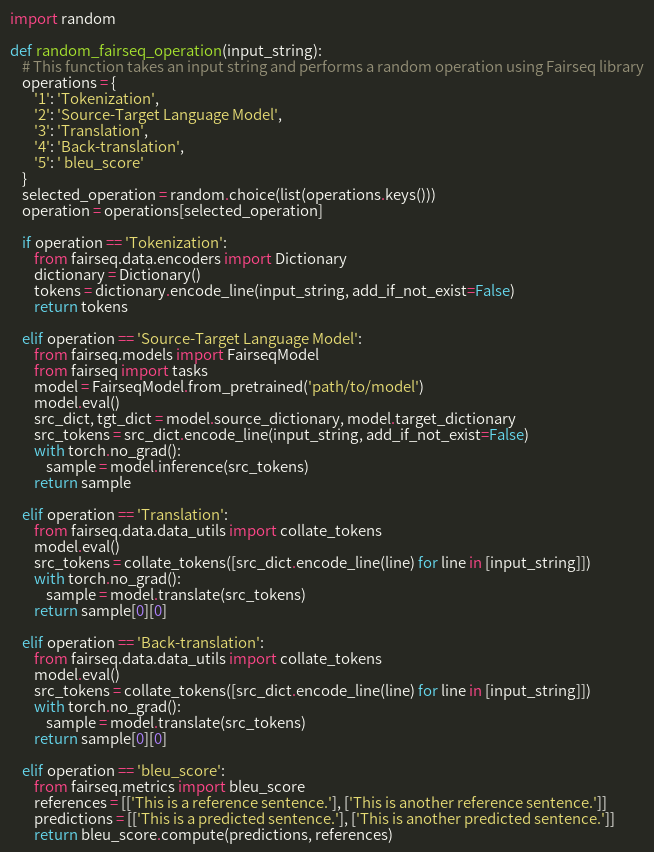 import random

def random_fairseq_operation(input_string):
    # This function takes an input string and performs a random operation using Fairseq library
    operations = {
        '1': 'Tokenization',
        '2': 'Source-Target Language Model',
        '3': 'Translation',
        '4': 'Back-translation',
        '5': ' bleu_score'
    }
    selected_operation = random.choice(list(operations.keys()))
    operation = operations[selected_operation]

    if operation == 'Tokenization':
        from fairseq.data.encoders import Dictionary
        dictionary = Dictionary()
        tokens = dictionary.encode_line(input_string, add_if_not_exist=False)
        return tokens

    elif operation == 'Source-Target Language Model':
        from fairseq.models import FairseqModel
        from fairseq import tasks
        model = FairseqModel.from_pretrained('path/to/model')
        model.eval()
        src_dict, tgt_dict = model.source_dictionary, model.target_dictionary
        src_tokens = src_dict.encode_line(input_string, add_if_not_exist=False)
        with torch.no_grad():
            sample = model.inference(src_tokens)
        return sample

    elif operation == 'Translation':
        from fairseq.data.data_utils import collate_tokens
        model.eval()
        src_tokens = collate_tokens([src_dict.encode_line(line) for line in [input_string]])
        with torch.no_grad():
            sample = model.translate(src_tokens)
        return sample[0][0]

    elif operation == 'Back-translation':
        from fairseq.data.data_utils import collate_tokens
        model.eval()
        src_tokens = collate_tokens([src_dict.encode_line(line) for line in [input_string]])
        with torch.no_grad():
            sample = model.translate(src_tokens)
        return sample[0][0]

    elif operation == 'bleu_score':
        from fairseq.metrics import bleu_score
        references = [['This is a reference sentence.'], ['This is another reference sentence.']]
        predictions = [['This is a predicted sentence.'], ['This is another predicted sentence.']]
        return bleu_score.compute(predictions, references)